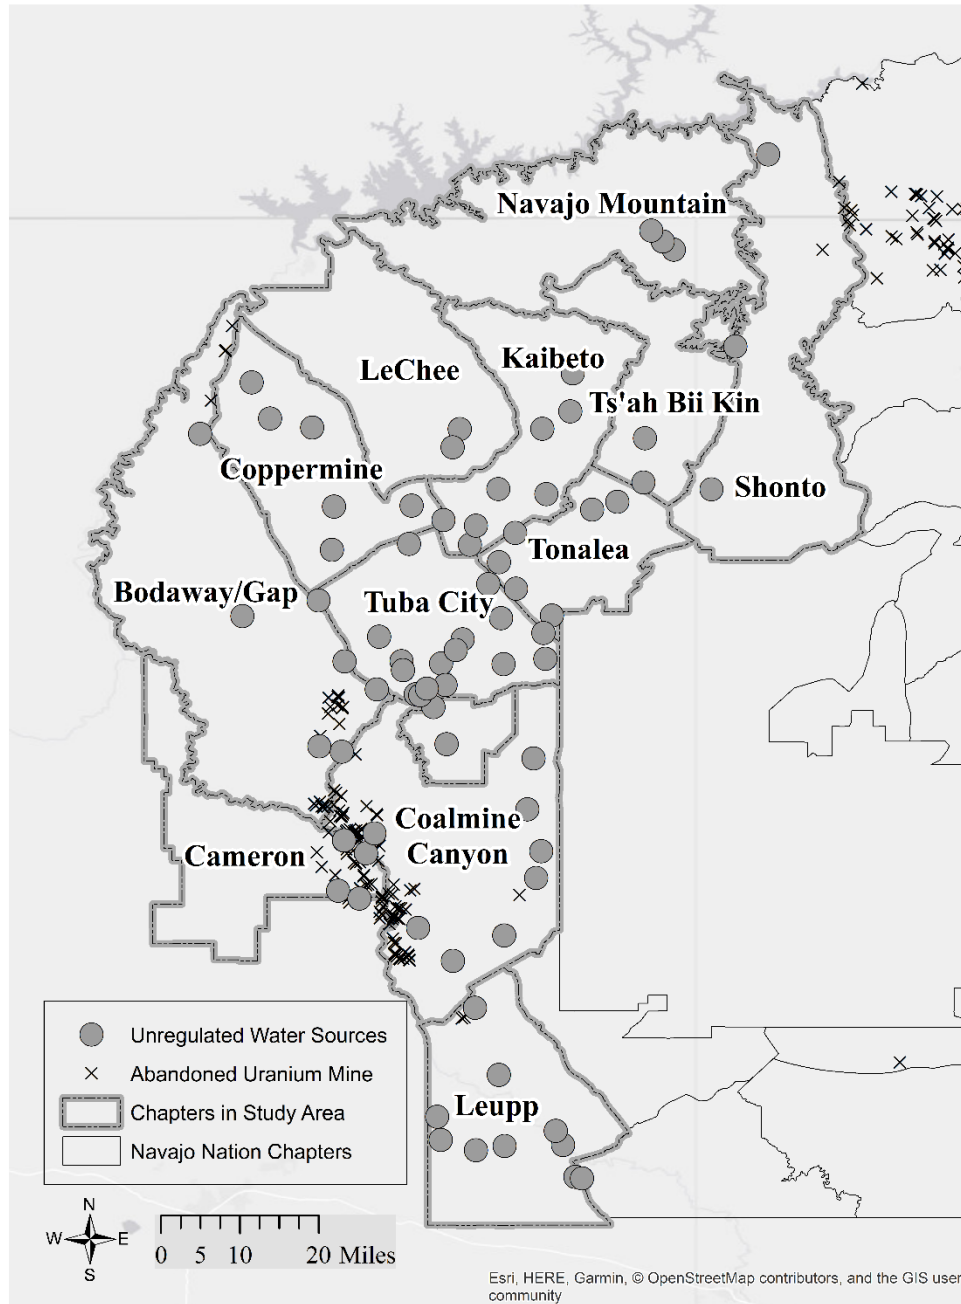 Navajo Mountain
LeChee
Kaibeto
Ts'ah Bii Kin
Coppermine
Shonto
Tonalea
Bodaway/Gap
Tuba City
Coalmine
Canyon
Cameron
Unregulated Water Sources
Abandoned Uranium Mine
Chapters in Study Area
Navajo Nation Chapters
Leupp
N
W
E
S
0 5 10 20 Miles
Esri, HERE, Garmin, © OpenStreetMap contributors, and the GIS user
community